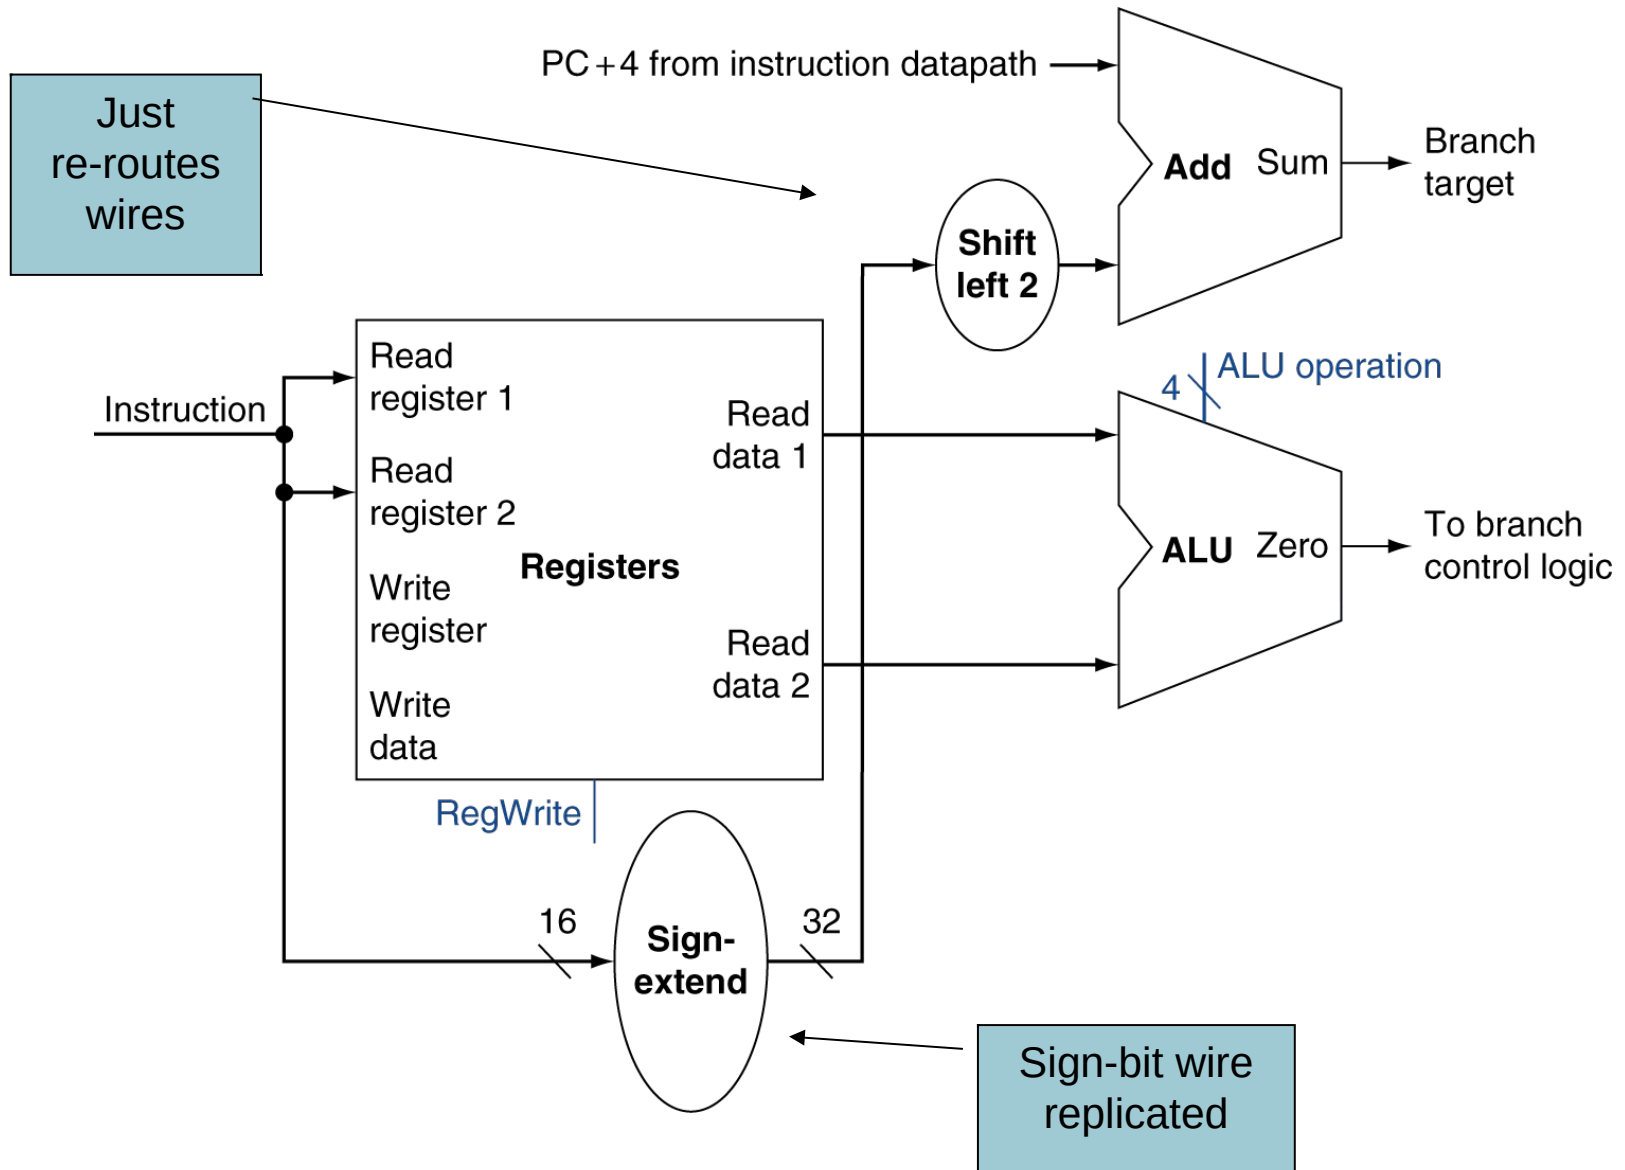 PC+4 from instruction datapath
Just
re-routes
wires
Add
Sum
Branch
target
Shift
left 2
Instruction
Read
register 1
Read
register 2
Write
register
Write
data
Registers
Read
data 1
Read
data 2
RegWrite
4
ALU operation
ALU
Zero
To branch
control logic
16
Sign-
extend
32
Sign-bit wire
replicated